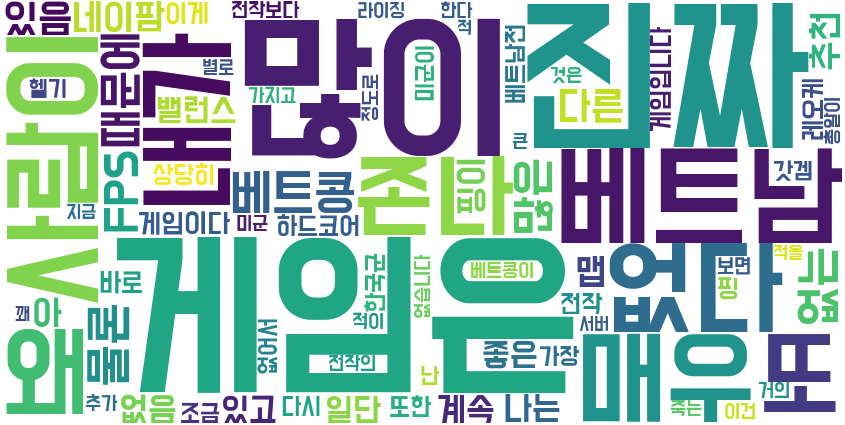 있음 네이팜 이게 전작보다 라이징 한다
적
헬기
이런
때문에
내가
별로
밸런스
가지고
많이
정도로
미군이
베트남전
진짜
것은
다른
게임입니다
추천
레오케
총일이
FPS
상당히
베트콩
존나
핑이
많은
베트남
갓겜
지금
게임이다
미군
하드코어
V
게임은
바로
꽤
아
왜
물론
없어서
전작의
적이
한국군
없습니다
베트콩이
전작
서버
맵
없다
보면
핑
적을
없는
좋은
가장
난
매우
거의
또
죽는
이건
추가
없음
조금
있고
다시
일단
또한
계속
나는